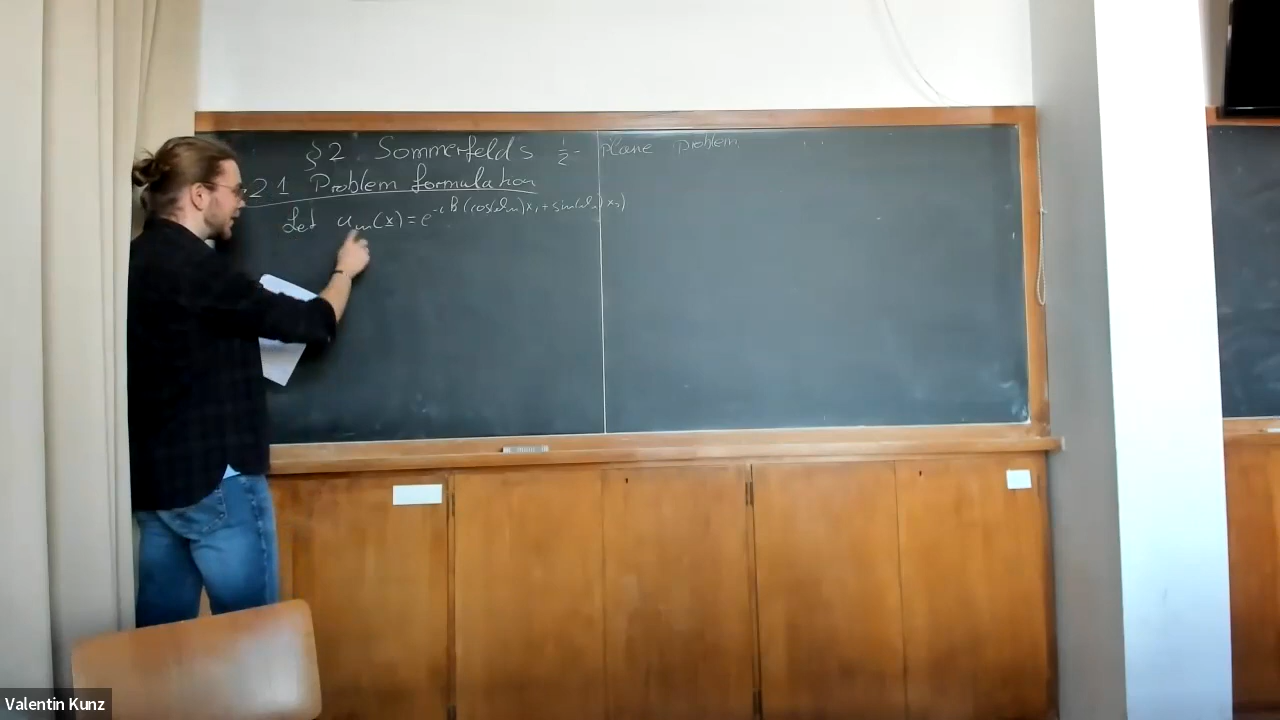 §2 Sommerfelds 1/2 - plane problem
2.1 Problem formulation
Let u_in(x) = e^{-ik(cos(ϑ_in)x_1 + sin(ϑ_in)x_2)}
Valentin Kunz